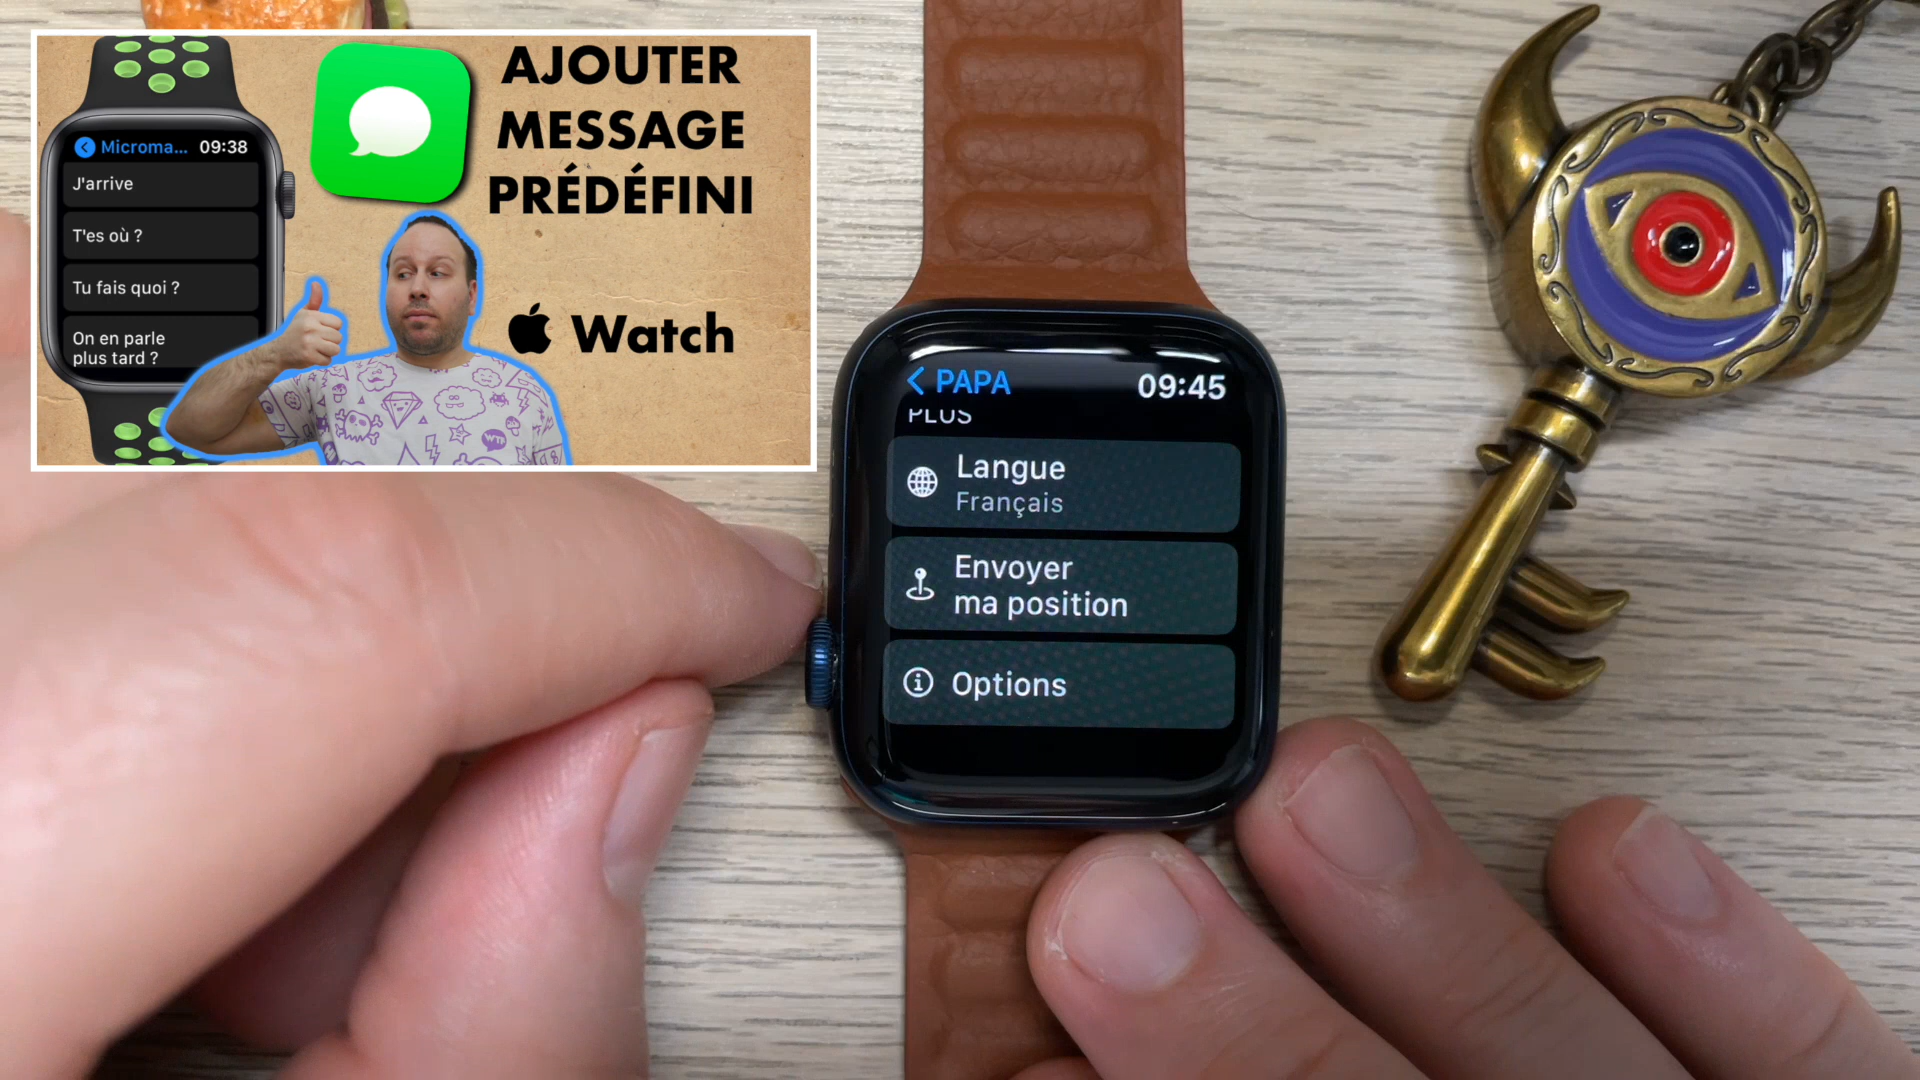 AJOUTER
MESSAGE
PRÉDÉFINI
Watch
Microma... 09:38
J'arrive
T'es où ?
Tu fais quoi ?
On en parle
plus tard ?
WTF
PAPA 09:45
PLUS
Langue
Français
Envoyer
ma position
Options